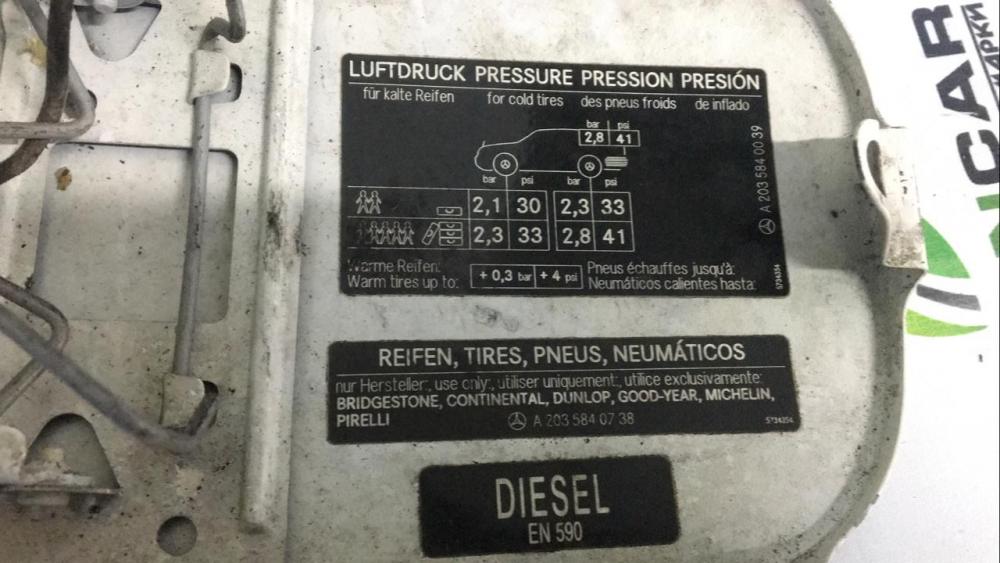 LUFTDRUCK PRESSURE PRESSION PRESIÓN
für kalte Reifen for cold tires des pneus froids de inflado
bar psi
2,8 41
bar psi bar psi
2,1 30 2,3 33
2,3 33 2,8 41
Warme Reifen: Pneus échauffes jusqu'à:
Warm tires up to: +0,3 bar +4 psi Neumáticos calientes hasta:
A 203 584 00 39
5734354
REIFEN, TIRES, PNEUS, NEUMÁTICOS
nur Hersteller:, use only:, utiliser uniquement:, utilice exclusivamente:
BRIDGESTONE, CONTINENTAL, DUNLOP, GOOD-YEAR, MICHELIN,
PIRELLI
A 203 584 07 38
5734354
DIESEL
EN 590
CAR